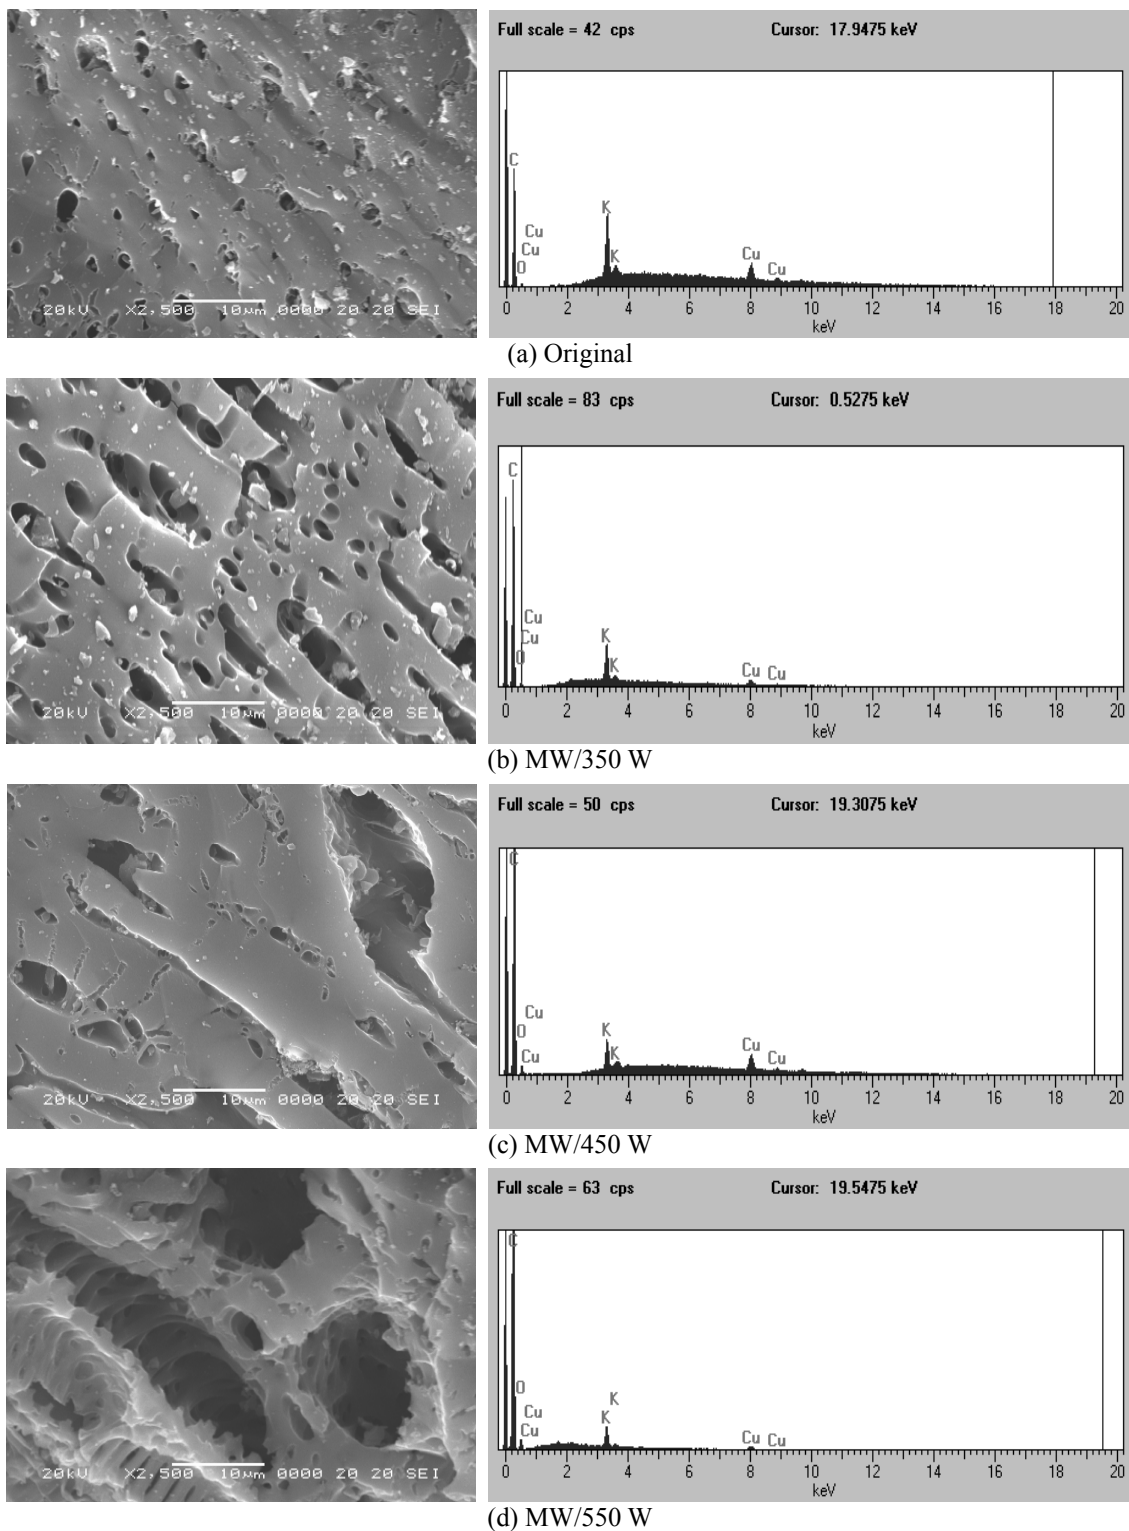 Full scale = 42 cps Cursor: 17.9475 keV
C
Cu
Cu
O
K
K
Cu
Cu
0 2 4 6 8 10 12 14 16 18 20
keV
20kV X2,500 10μm 0000 20 20 SEI
(a) Original
Full scale = 83 cps Cursor: 0.5275 keV
C
Cu
Cu
O
K
K
Cu
Cu
0 2 4 6 8 10 12 14 16 18 20
keV
20kV X2,500 10μm 0000 20 20 SEI
(b) MW/350 W
Full scale = 50 cps Cursor: 19.3075 keV
C
Cu
O
Cu
K
K
Cu
Cu
0 2 4 6 8 10 12 14 16 18 20
keV
20kV X2,500 10μm 0000 20 20 SEI
(c) MW/450 W
Full scale = 63 cps Cursor: 19.5475 keV
C
O
Cu
Cu
K
K
Cu
Cu
0 2 4 6 8 10 12 14 16 18 20
keV
20kV X2,500 10μm 0000 20 20 SEI
(d) MW/550 W